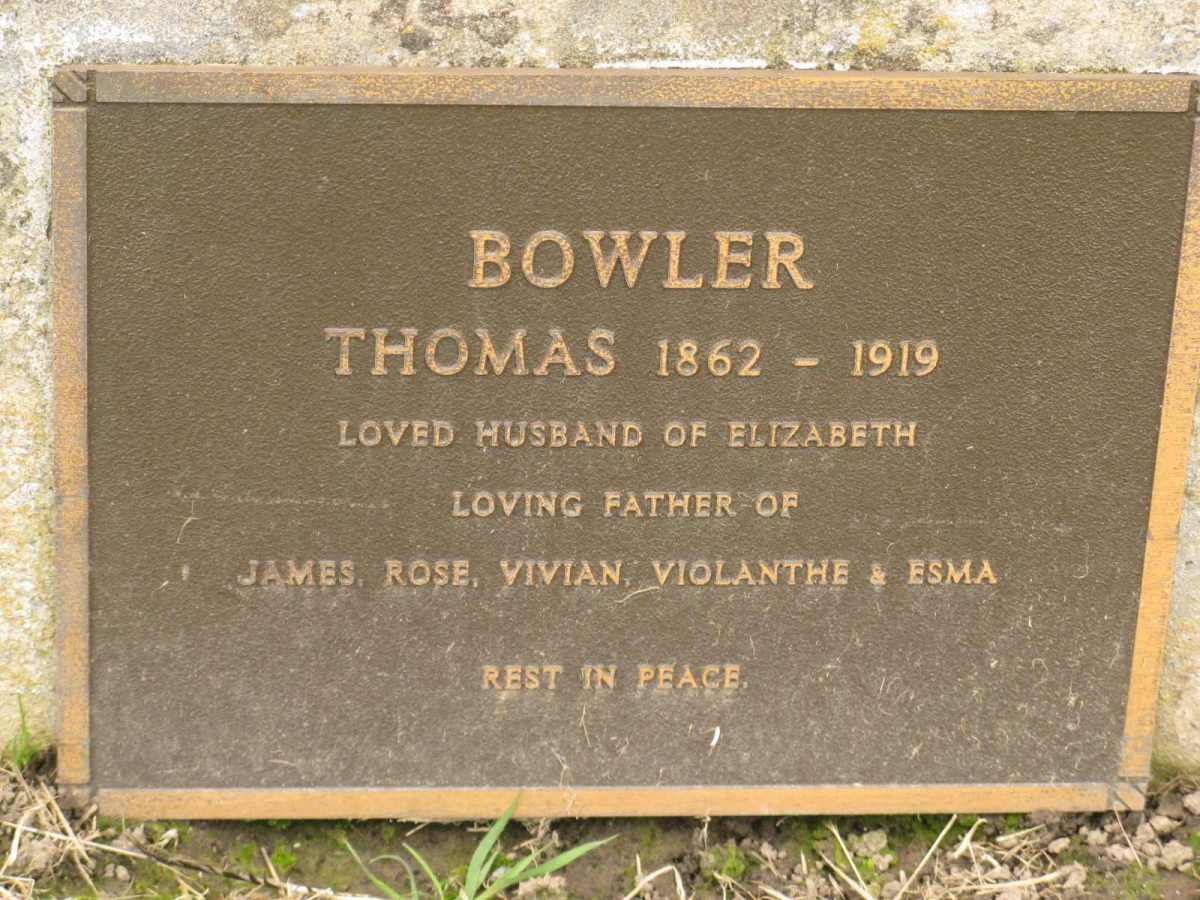 BOWLER
THOMAS 1862 - 1919
LOVED HUSBAND OF ELIZABETH
LOVING FATHER OF
JAMES, ROSE, VIVIAN, VIOLANTHE & ESMA
REST IN PEACE.